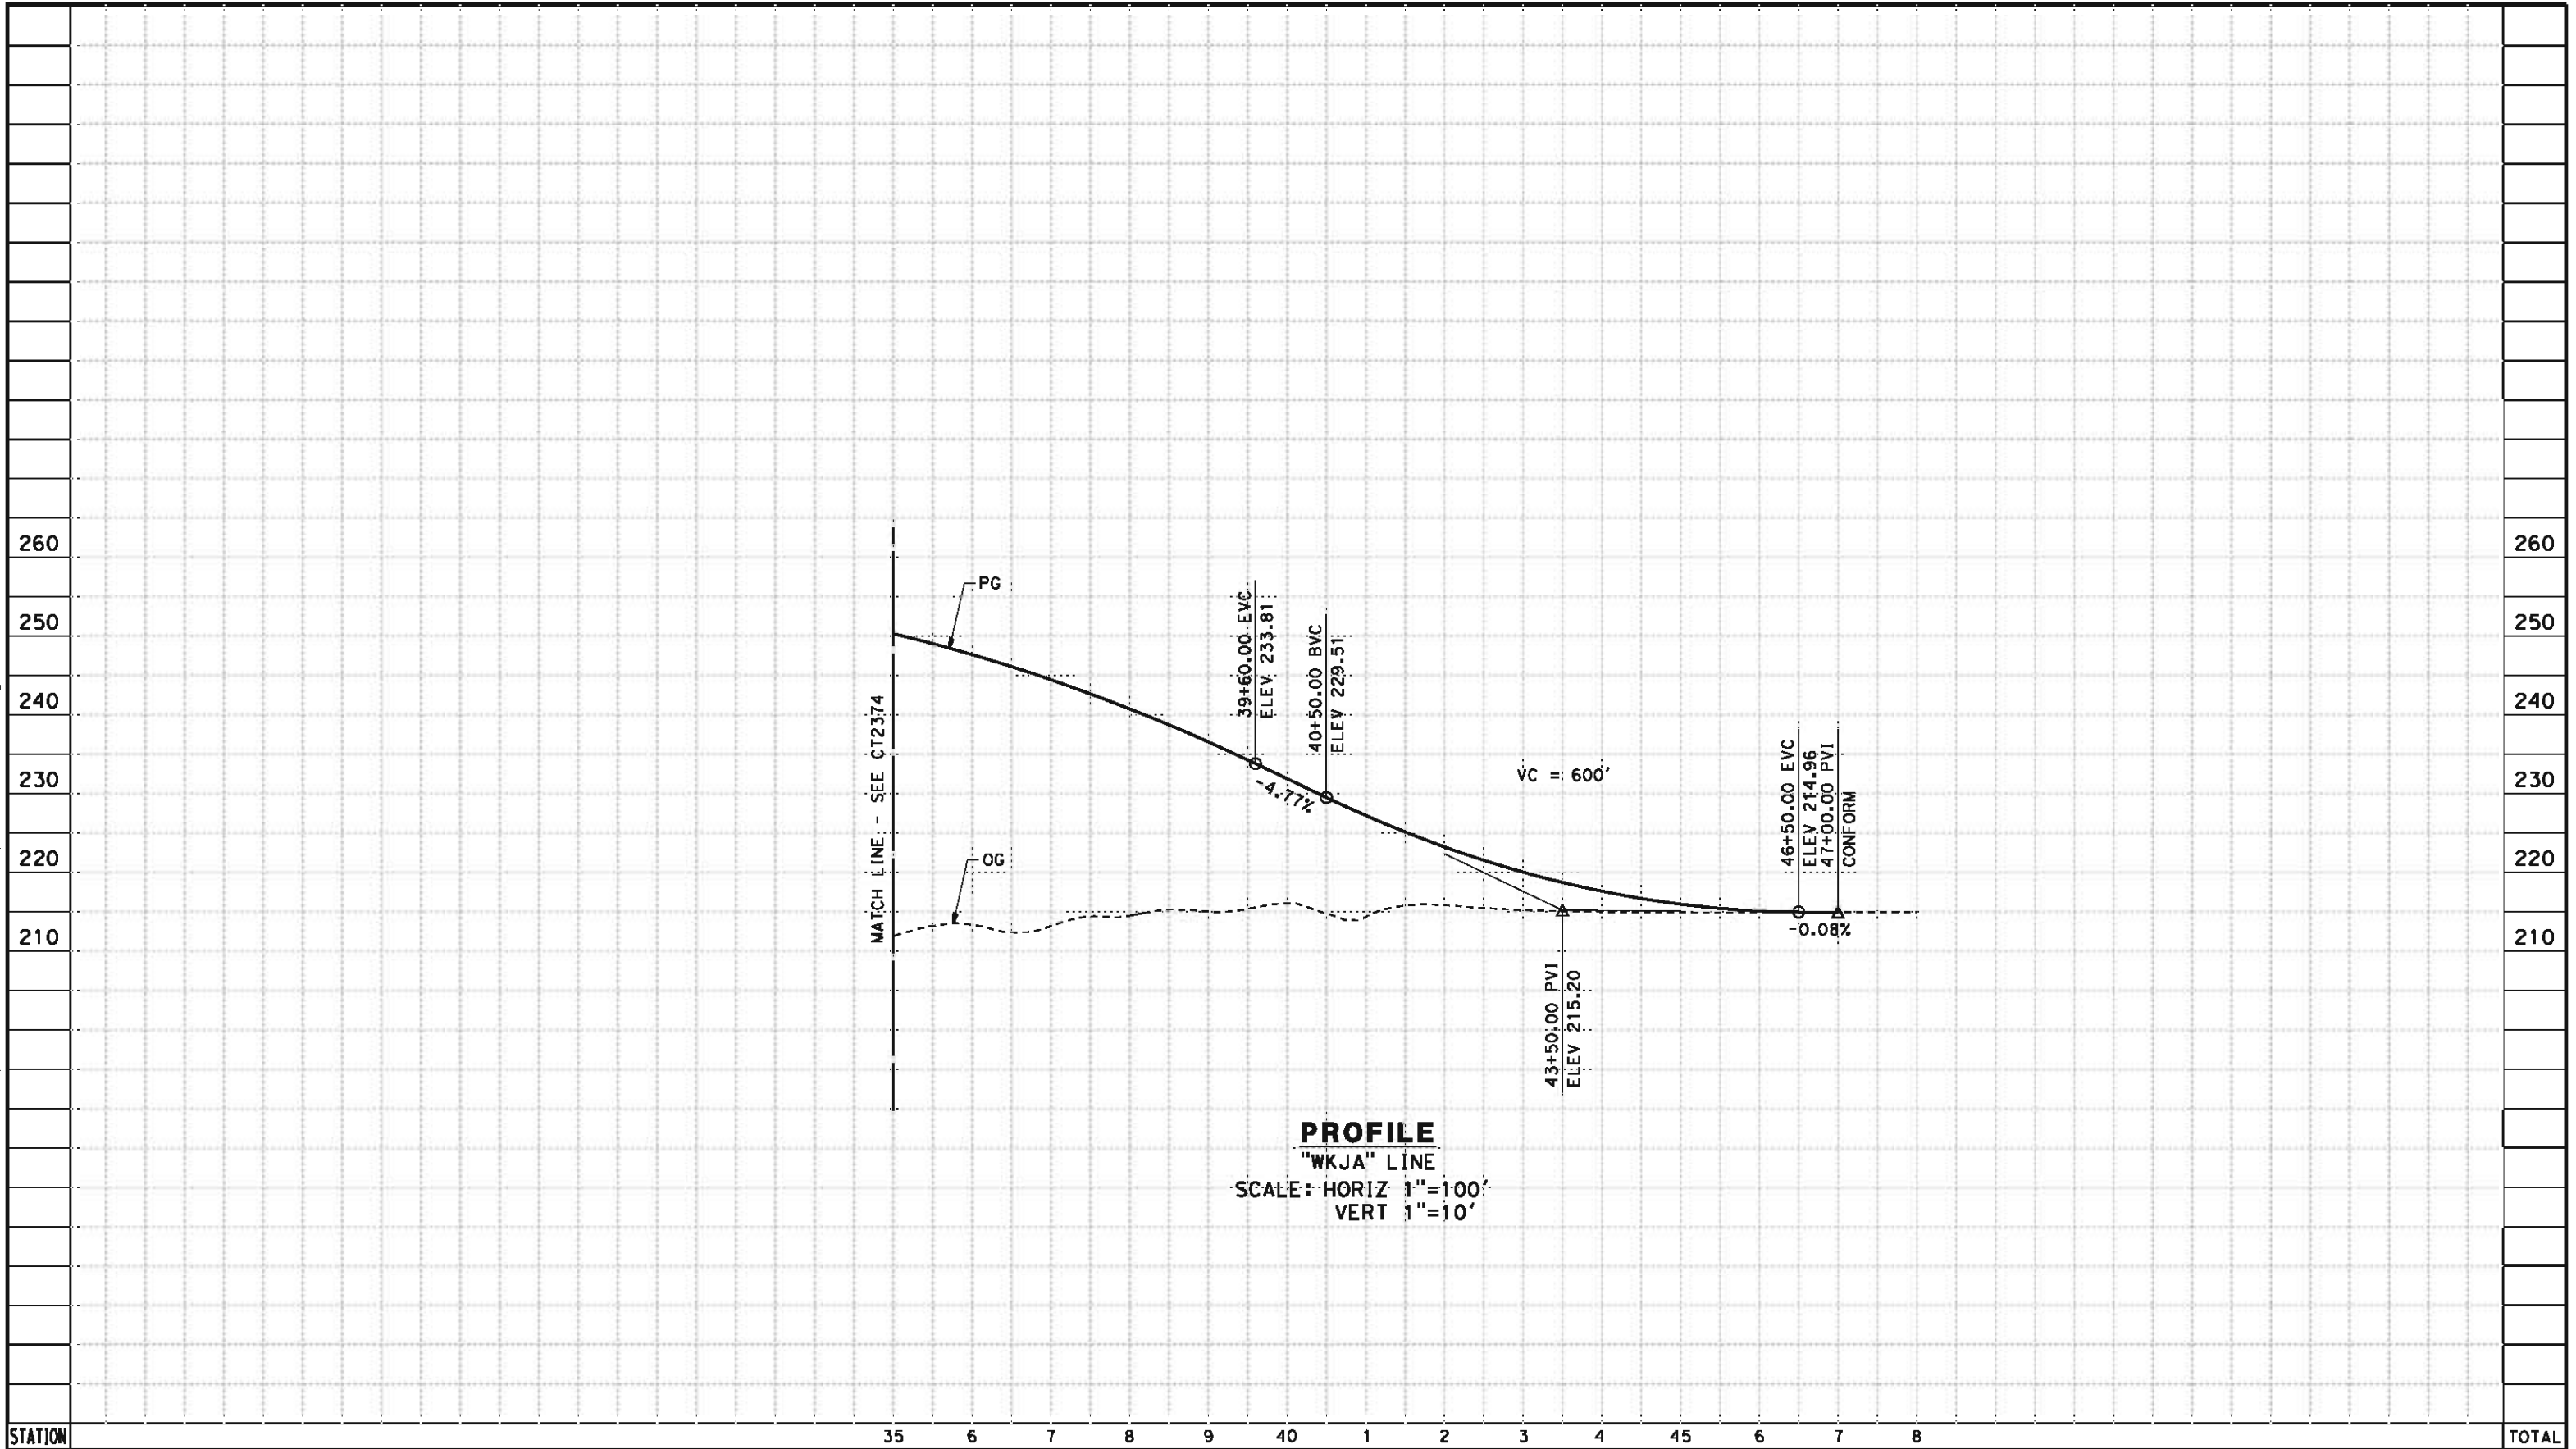 260
260
PG
250
250
39+60.00 EVC
ELEV 233.81
40+50.00 BVC
ELEV 229.51
240
240
MATCH LINE - SEE CT2374
-4.77%
VC = 600'
46+50.00 EVC
ELEV 214.96
47+00.00 PVI
CONFORM
230
230
220
220
OG
210
210
-0.08%
43+50.00 PVI
ELEV 215.20
PROFILE
"WKJA" LINE
SCALE: HORIZ 1"=100'
VERT 1"=10'
STATION 35 6 7 8 9 40 1 2 3 4 45 6 7 8 TOTAL